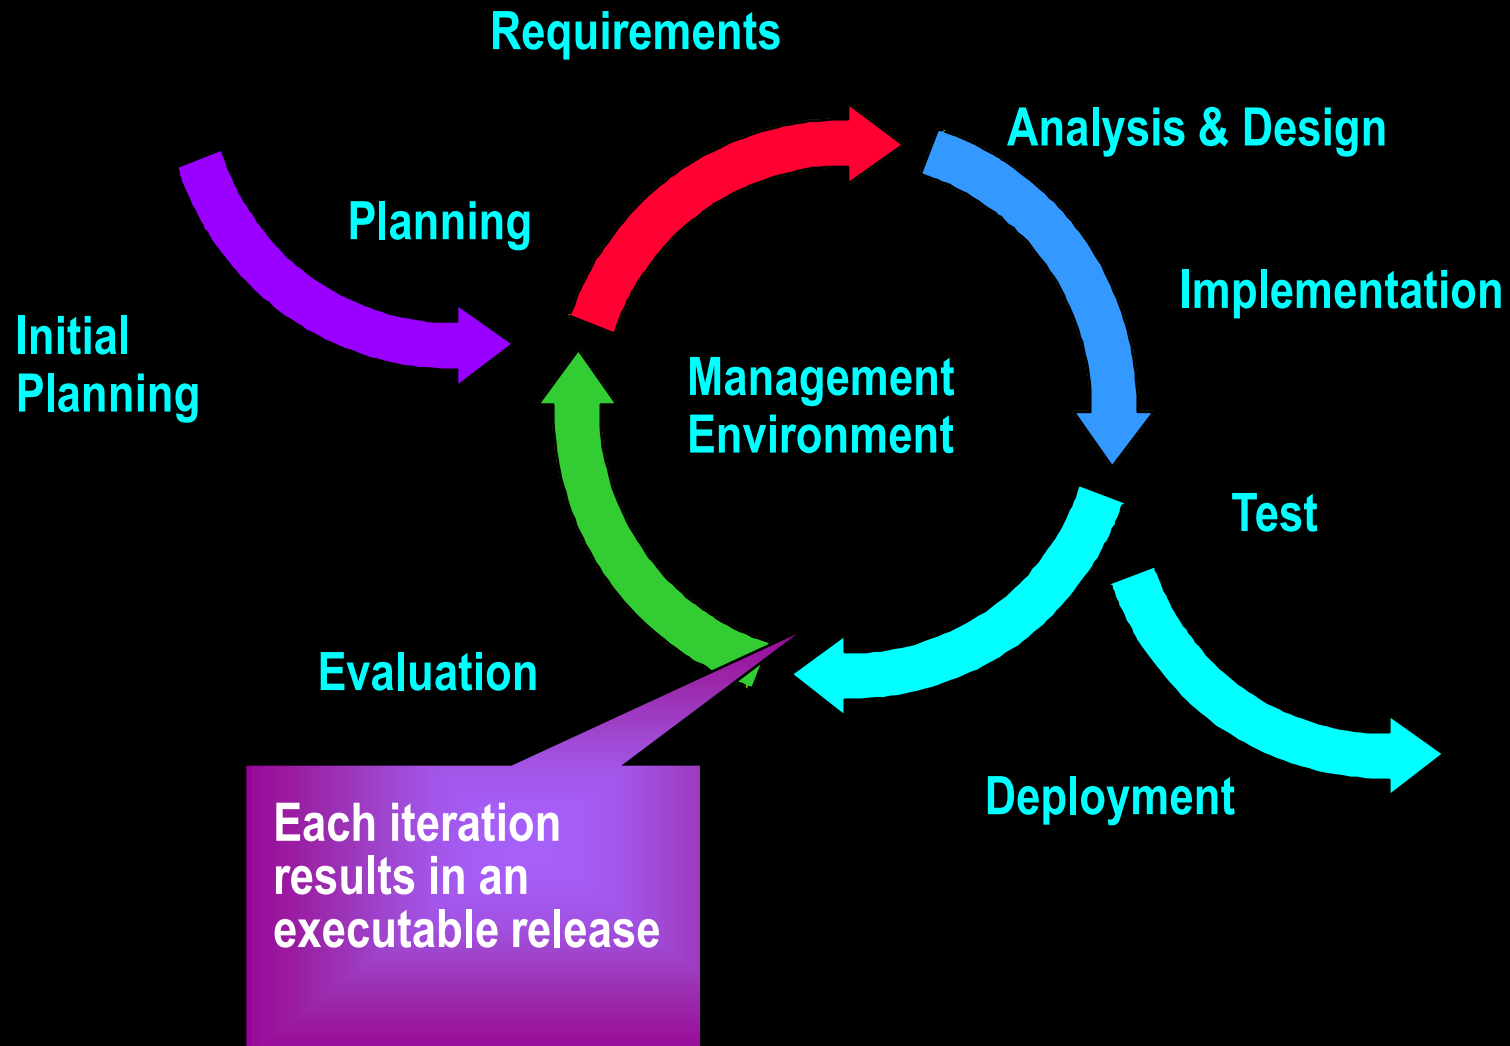 Requirements
Analysis & Design
Planning
Implementation
Initial
Planning
Management
Environment
Test
Evaluation
Deployment
Each iteration
results in an
executable release